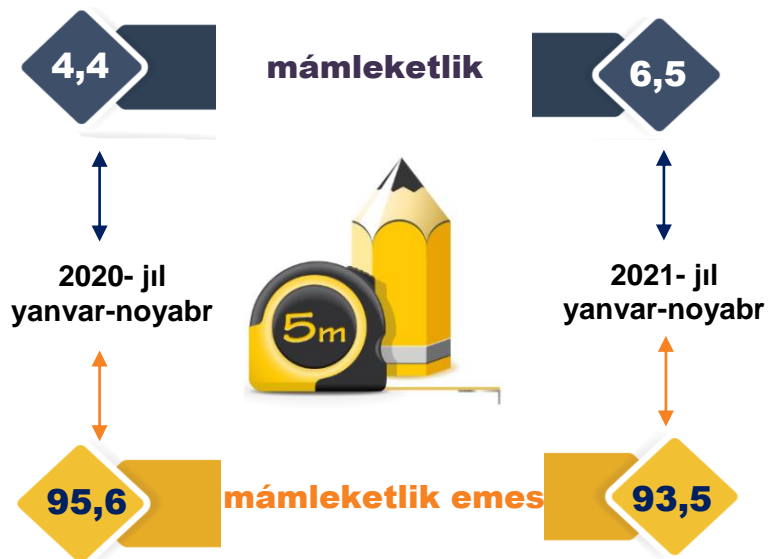 4,4
mámleketlik
6,5
2020- jıl
yanvar-noyabr
2021- jıl
yanvar-noyabr
5m
95,6
mámleketlik emes
93,5